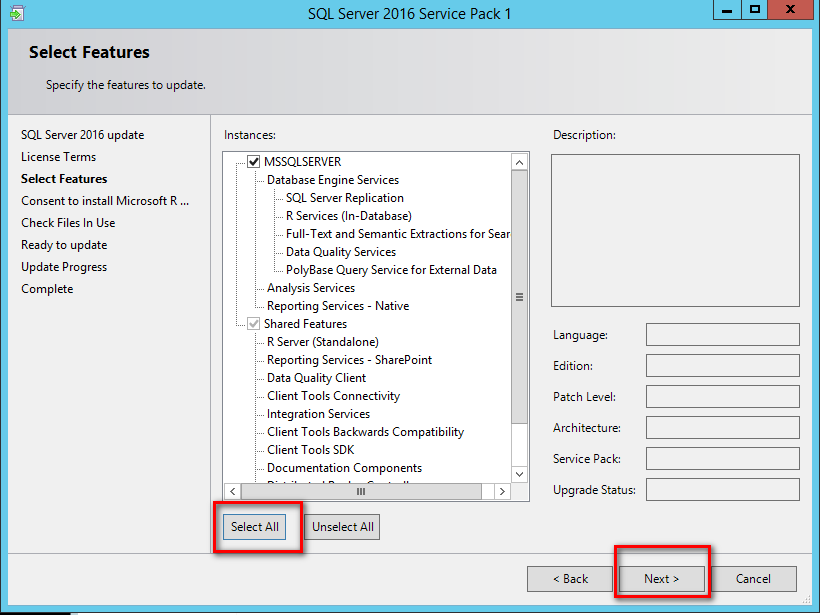 SQL Server 2016 Service Pack 1
Select Features
Specify the features to update.
SQL Server 2016 update
License Terms
Select Features
Consent to install Microsoft R ...
Check Files In Use
Ready to update
Update Progress
Complete
Instances:
MSSQLSERVER
Database Engine Services
SQL Server Replication
R Services (In-Database)
Full-Text and Semantic Extractions for Sear
Data Quality Services
PolyBase Query Service for External Data
Analysis Services
Reporting Services - Native
Shared Features
R Server (Standalone)
Reporting Services - SharePoint
Data Quality Client
Client Tools Connectivity
Integration Services
Client Tools Backwards Compatibility
Client Tools SDK
Documentation Components
Select All
Unselect All
Description:
Language:
Edition:
Patch Level:
Architecture:
Service Pack:
Upgrade Status:
< Back
Next >
Cancel